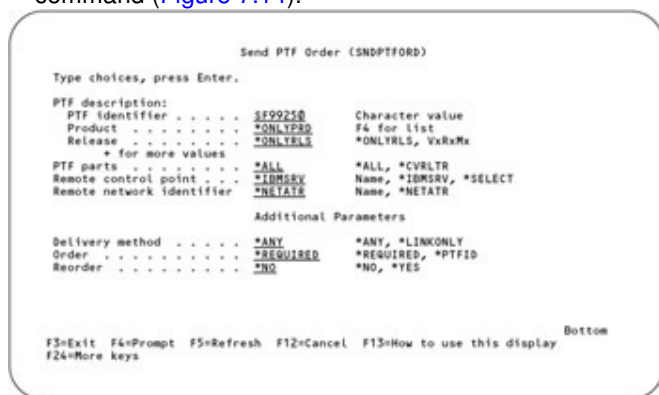 command (Figure 7.14).
Send PTF Order (SNDPTFORD)
Type choices, press Enter.
PTF description:
PTF identifier . . . . . SF99250 Character value
Product . . . . . . . . *ONLYPRD F4 for list
Release . . . . . . . . *ONLYRLS *ONLYRLS, VxRxMx
+ for more values
PTF parts . . . . . . . . *ALL *ALL, *CVRLTR
Remote control point . . . *IBMSRV Name, *IBMSRV, *SELECT
Remote network identifier *NETATR Name, *NETATR
Additional Parameters
Delivery method . . . . . *ANY *ANY, *LINKONLY
Order . . . . . . . . . . *REQUIRED *REQUIRED, *PTFID
Reorder . . . . . . . . . *NO *NO, *YES
Bottom
F3=Exit F4=Prompt F5=Refresh F12=Cancel F13=How to use this display
F24=More keys